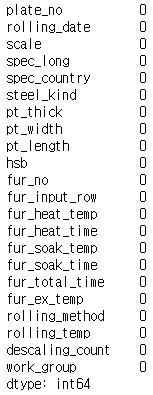 plate_no 0
rolling_date 0
scale 0
spec_long 0
spec_country 0
steel_kind 0
pt_thick 0
pt_width 0
pt_length 0
hsb 0
fur_no 0
fur_input_row 0
fur_heat_temp 0
fur_heat_time 0
fur_soak_temp 0
fur_soak_time 0
fur_total_time 0
fur_ex_temp 0
rolling_method 0
rolling_temp 0
descaling_count 0
work_group 0
dtype: int64